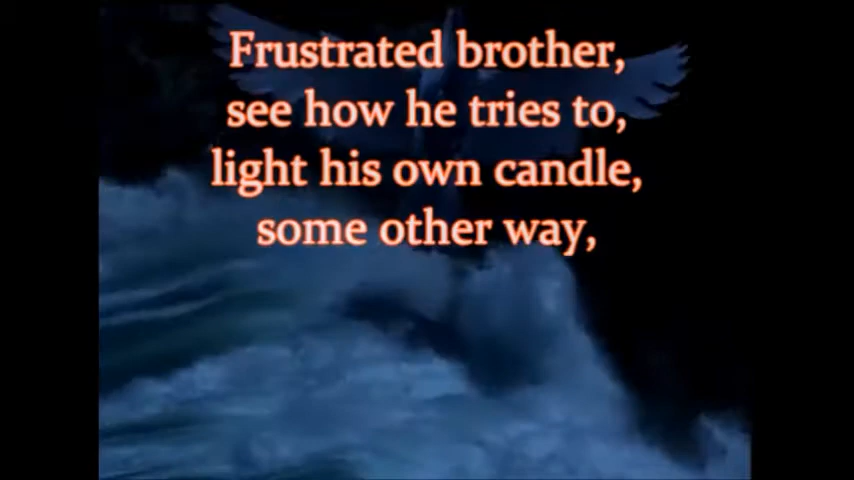 Frustrated brother,
see how he tries to,
light his own candle,
some other way,